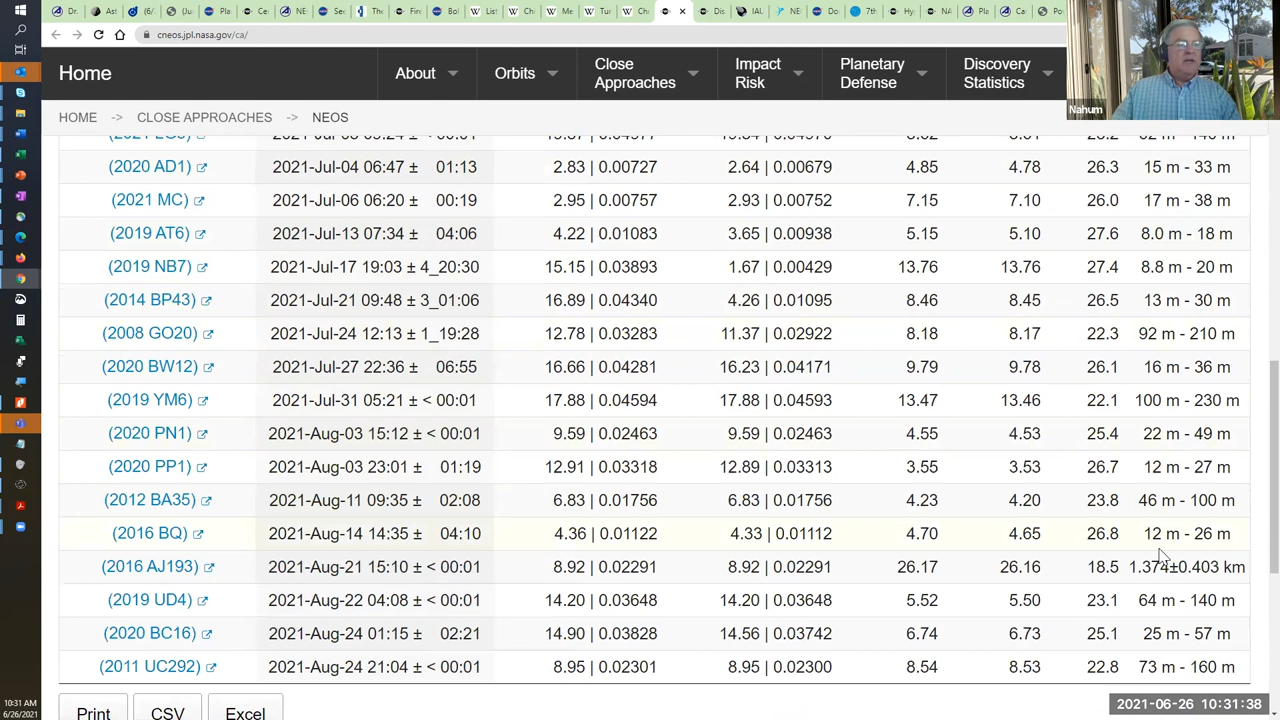 cneos.jpl.nasa.gov/ca/
Home About Orbits Close Approaches Impact Risk Planetary Defense Discovery Statistics
HOME -> CLOSE APPROACHES -> NEOS
Nahum
(2020 AD1) 2021-Jul-04 06:47 ± 01:13 2.83 | 0.00727 2.64 | 0.00679 4.85 4.78 26.3 15 m - 33 m
(2021 MC) 2021-Jul-06 06:20 ± 00:19 2.95 | 0.00757 2.93 | 0.00752 7.15 7.10 26.0 17 m - 38 m
(2019 AT6) 2021-Jul-13 07:34 ± 04:06 4.22 | 0.01083 3.65 | 0.00938 5.15 5.10 27.6 8.0 m - 18 m
(2019 NB7) 2021-Jul-17 19:03 ± 4_20:30 15.15 | 0.03893 1.67 | 0.00429 13.76 13.76 27.4 8.8 m - 20 m
(2014 BP43) 2021-Jul-21 09:48 ± 3_01:06 16.89 | 0.04340 4.26 | 0.01095 8.46 8.45 26.5 13 m - 30 m
(2008 GO20) 2021-Jul-24 12:13 ± 1_19:28 12.78 | 0.03283 11.37 | 0.02922 8.18 8.17 22.3 92 m - 210 m
(2020 BW12) 2021-Jul-27 22:36 ± 06:55 16.66 | 0.04281 16.23 | 0.04171 9.79 9.78 26.1 16 m - 36 m
(2019 YM6) 2021-Jul-31 05:21 ± < 00:01 17.88 | 0.04594 17.88 | 0.04593 13.47 13.46 22.1 100 m - 230 m
(2020 PN1) 2021-Aug-03 15:12 ± < 00:01 9.59 | 0.02463 9.59 | 0.02463 4.55 4.53 25.4 22 m - 49 m
(2020 PP1) 2021-Aug-03 23:01 ± 01:19 12.91 | 0.03318 12.89 | 0.03313 3.55 3.53 26.7 12 m - 27 m
(2012 BA35) 2021-Aug-11 09:35 ± 02:08 6.83 | 0.01756 6.83 | 0.01756 4.23 4.20 23.8 46 m - 100 m
(2016 BQ) 2021-Aug-14 14:35 ± 04:10 4.36 | 0.01122 4.33 | 0.01112 4.70 4.65 26.8 12 m - 26 m
(2016 AJ193) 2021-Aug-21 15:10 ± < 00:01 8.92 | 0.02291 8.92 | 0.02291 26.17 26.16 18.5 1.374±0.403 km
(2019 UD4) 2021-Aug-22 04:08 ± < 00:01 14.20 | 0.03648 14.20 | 0.03648 5.52 5.50 23.1 64 m - 140 m
(2020 BC16) 2021-Aug-24 01:15 ± 02:21 14.90 | 0.03828 14.56 | 0.03742 6.74 6.73 25.1 25 m - 57 m
(2011 UC292) 2021-Aug-24 21:04 ± < 00:01 8.95 | 0.02301 8.95 | 0.02300 8.54 8.53 22.8 73 m - 160 m
Print CSV Excel
10:31 AM
6/26/2021
2021-06-26 10:31:38